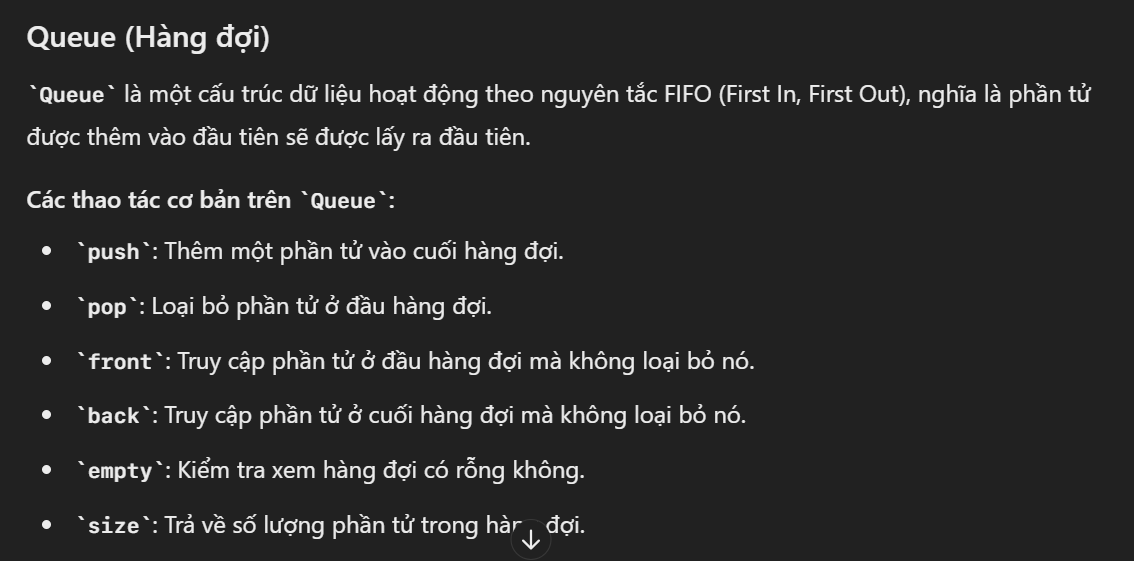 Queue (Hàng đợi)
`Queue` là một cấu trúc dữ liệu hoạt động theo nguyên tắc FIFO (First In, First Out), nghĩa là phần tử
được thêm vào đầu tiên sẽ được lấy ra đầu tiên.
Các thao tác cơ bản trên `Queue`:
• `push`: Thêm một phần tử vào cuối hàng đợi.
• `pop`: Loại bỏ phần tử ở đầu hàng đợi.
• `front`: Truy cập phần tử ở đầu hàng đợi mà không loại bỏ nó.
• `back`: Truy cập phần tử ở cuối hàng đợi mà không loại bỏ nó.
• `empty`: Kiểm tra xem hàng đợi có rỗng không.
• `size`: Trả về số lượng phần tử trong hàng đợi.